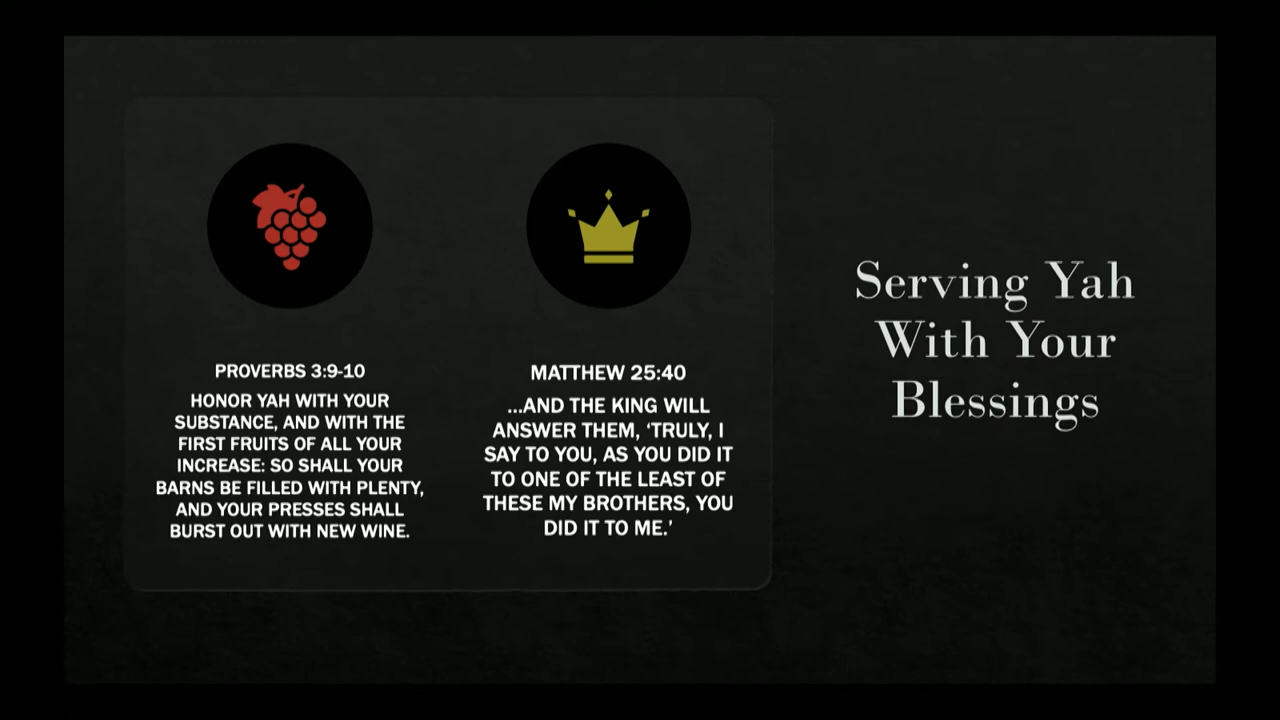 PROVERBS 3:9-10
HONOR YAH WITH YOUR
SUBSTANCE, AND WITH THE
FIRST FRUITS OF ALL YOUR
INCREASE: SO SHALL YOUR
BARNS BE FILLED WITH PLENTY,
AND YOUR PRESSES SHALL
BURST OUT WITH NEW WINE.
MATTHEW 25:40
...AND THE KING WILL
ANSWER THEM, ‘TRULY, I
SAY TO YOU, AS YOU DID IT
TO ONE OF THE LEAST OF
THESE MY BROTHERS, YOU
DID IT TO ME.’
Serving Yah
With Your
Blessings